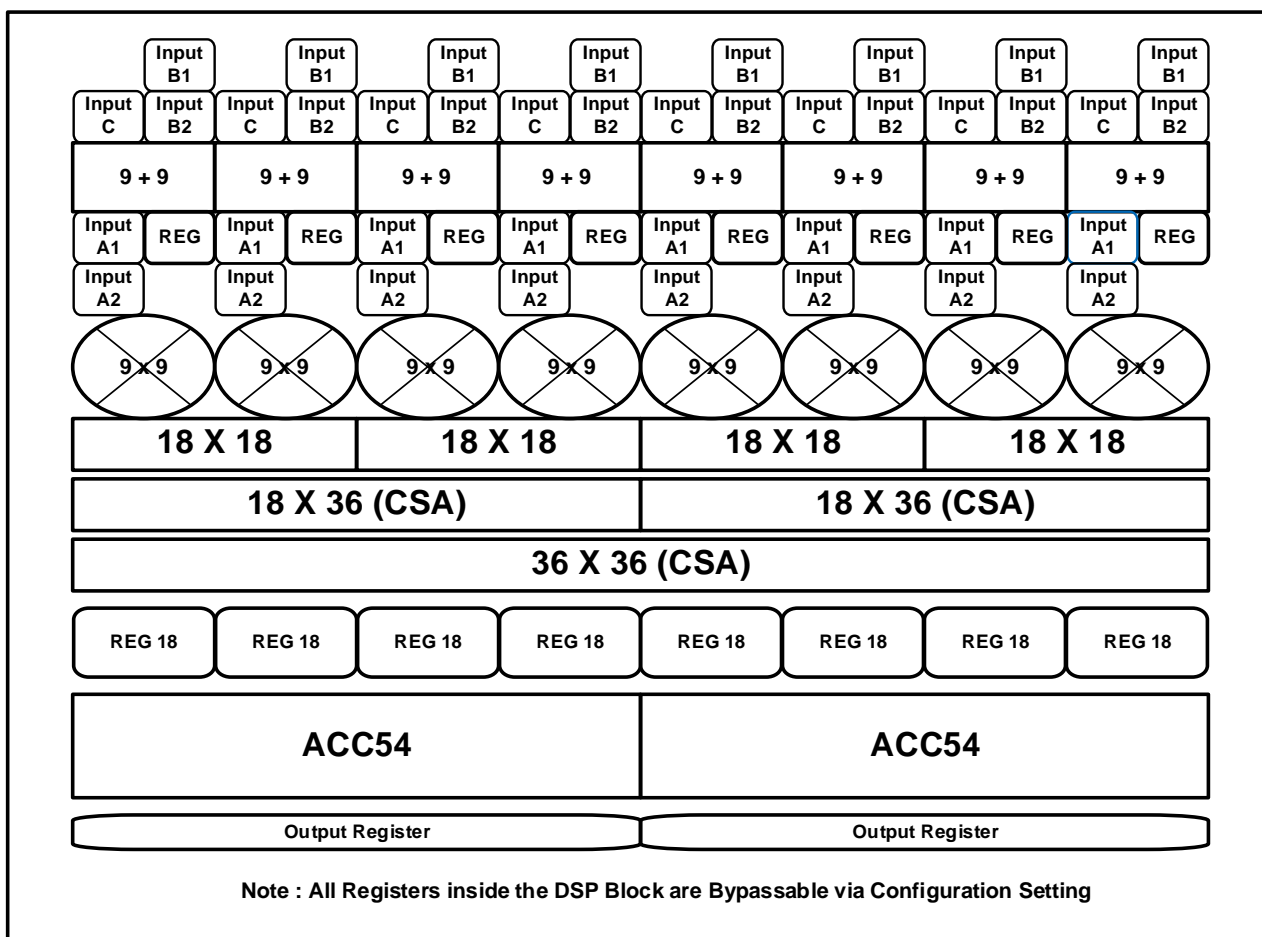 Input Input Input Input Input Input Input Input
B1 B1 B1 B1 B1 B1 B1 B1
Input Input Input Input Input Input Input Input Input Input Input Input Input Input Input Input
C B2 C B2 C B2 C B2 C B2 C B2 C B2 C B2
9 + 9 9 + 9 9 + 9 9 + 9 9 + 9 9 + 9 9 + 9 9 + 9
Input Input Input Input Input Input Input Input
A1 REG A1 REG A1 REG A1 REG A1 REG A1 REG A1 REG A1 REG
Input Input Input Input Input Input Input Input
A2 A2 A2 A2 A2 A2 A2 A2
9 x 9 9 x 9 9 x 9 9 x 9 9 x 9 9 x 9 9 x 9 9 x 9
18 X 18 18 X 18 18 X 18 18 X 18
18 X 36 (CSA) 18 X 36 (CSA)
36 X 36 (CSA)
REG 18 REG 18 REG 18 REG 18 REG 18 REG 18 REG 18 REG 18
ACC54 ACC54
Output Register Output Register
Note : All Registers inside the DSP Block are Bypassable via Configuration Setting